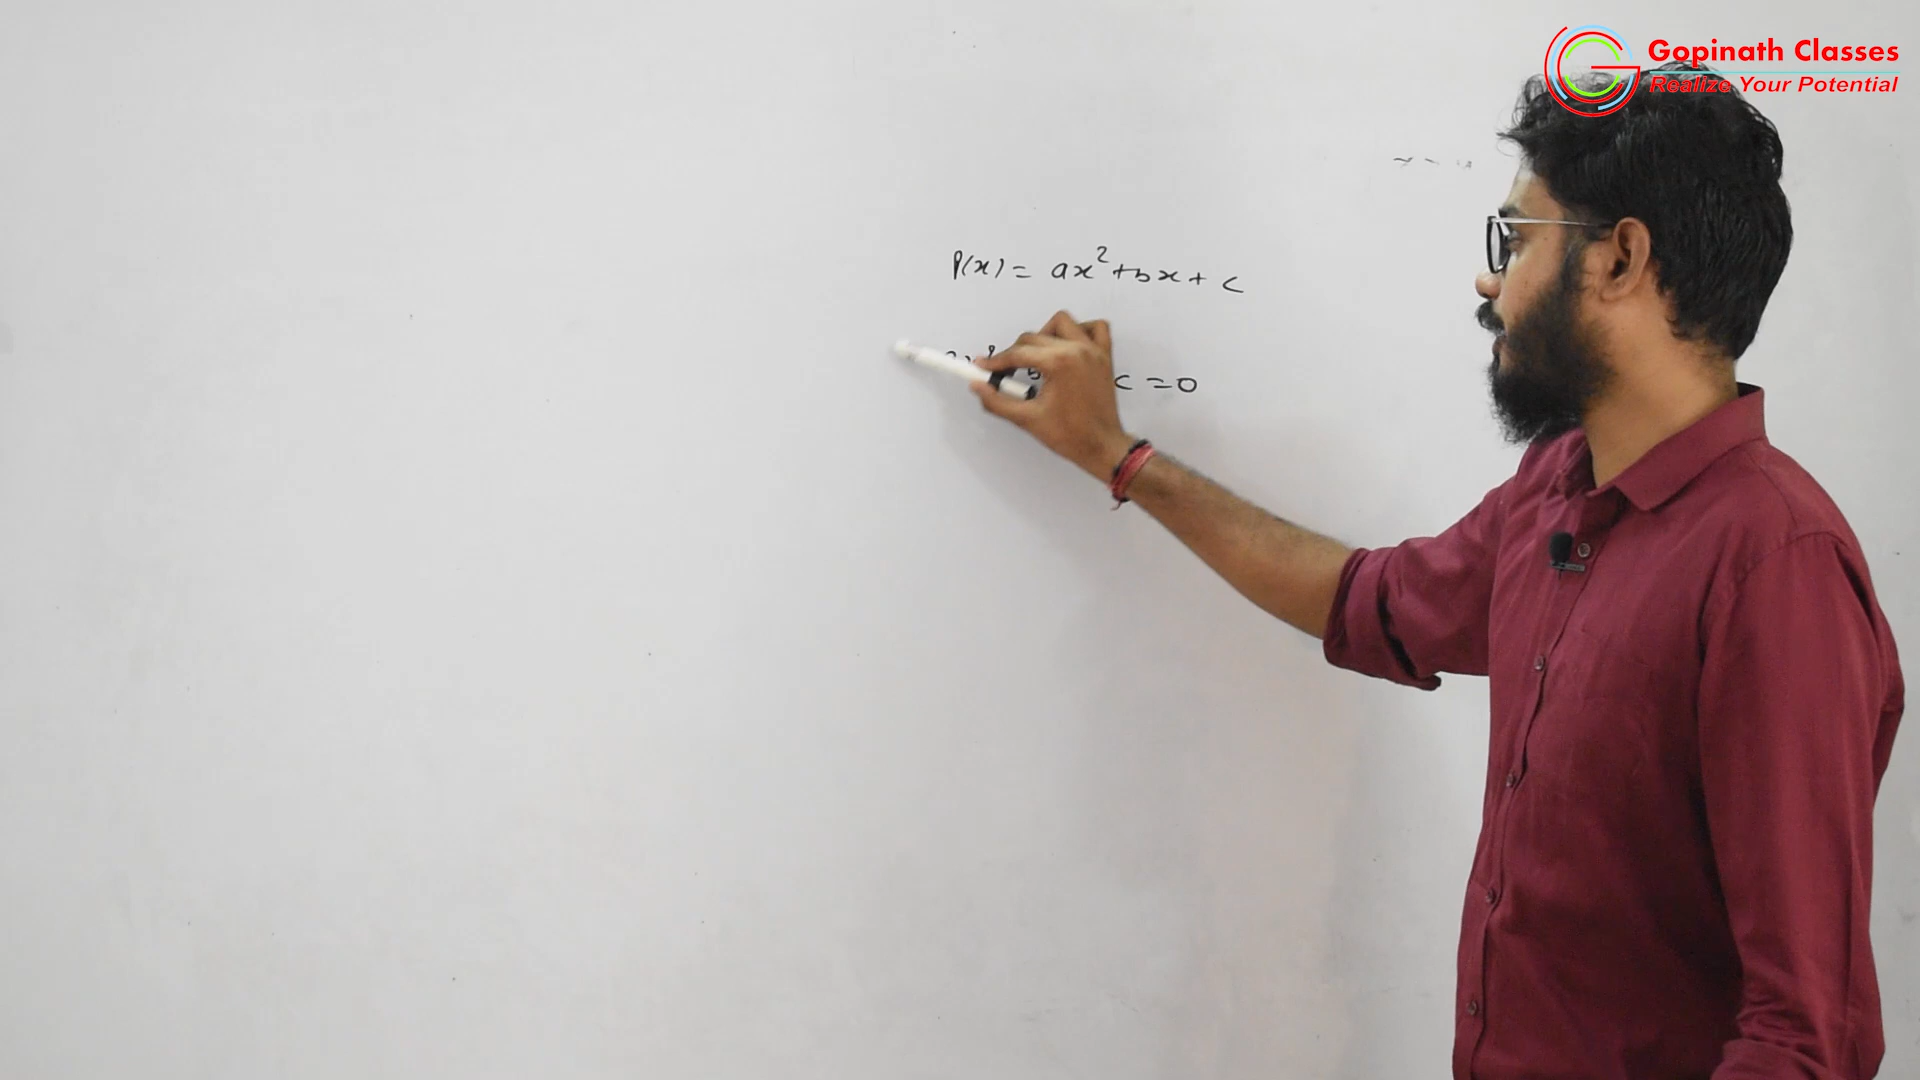 Gopinath Classes
Realize Your Potential
P(x) = ax²+bx+c
c =0